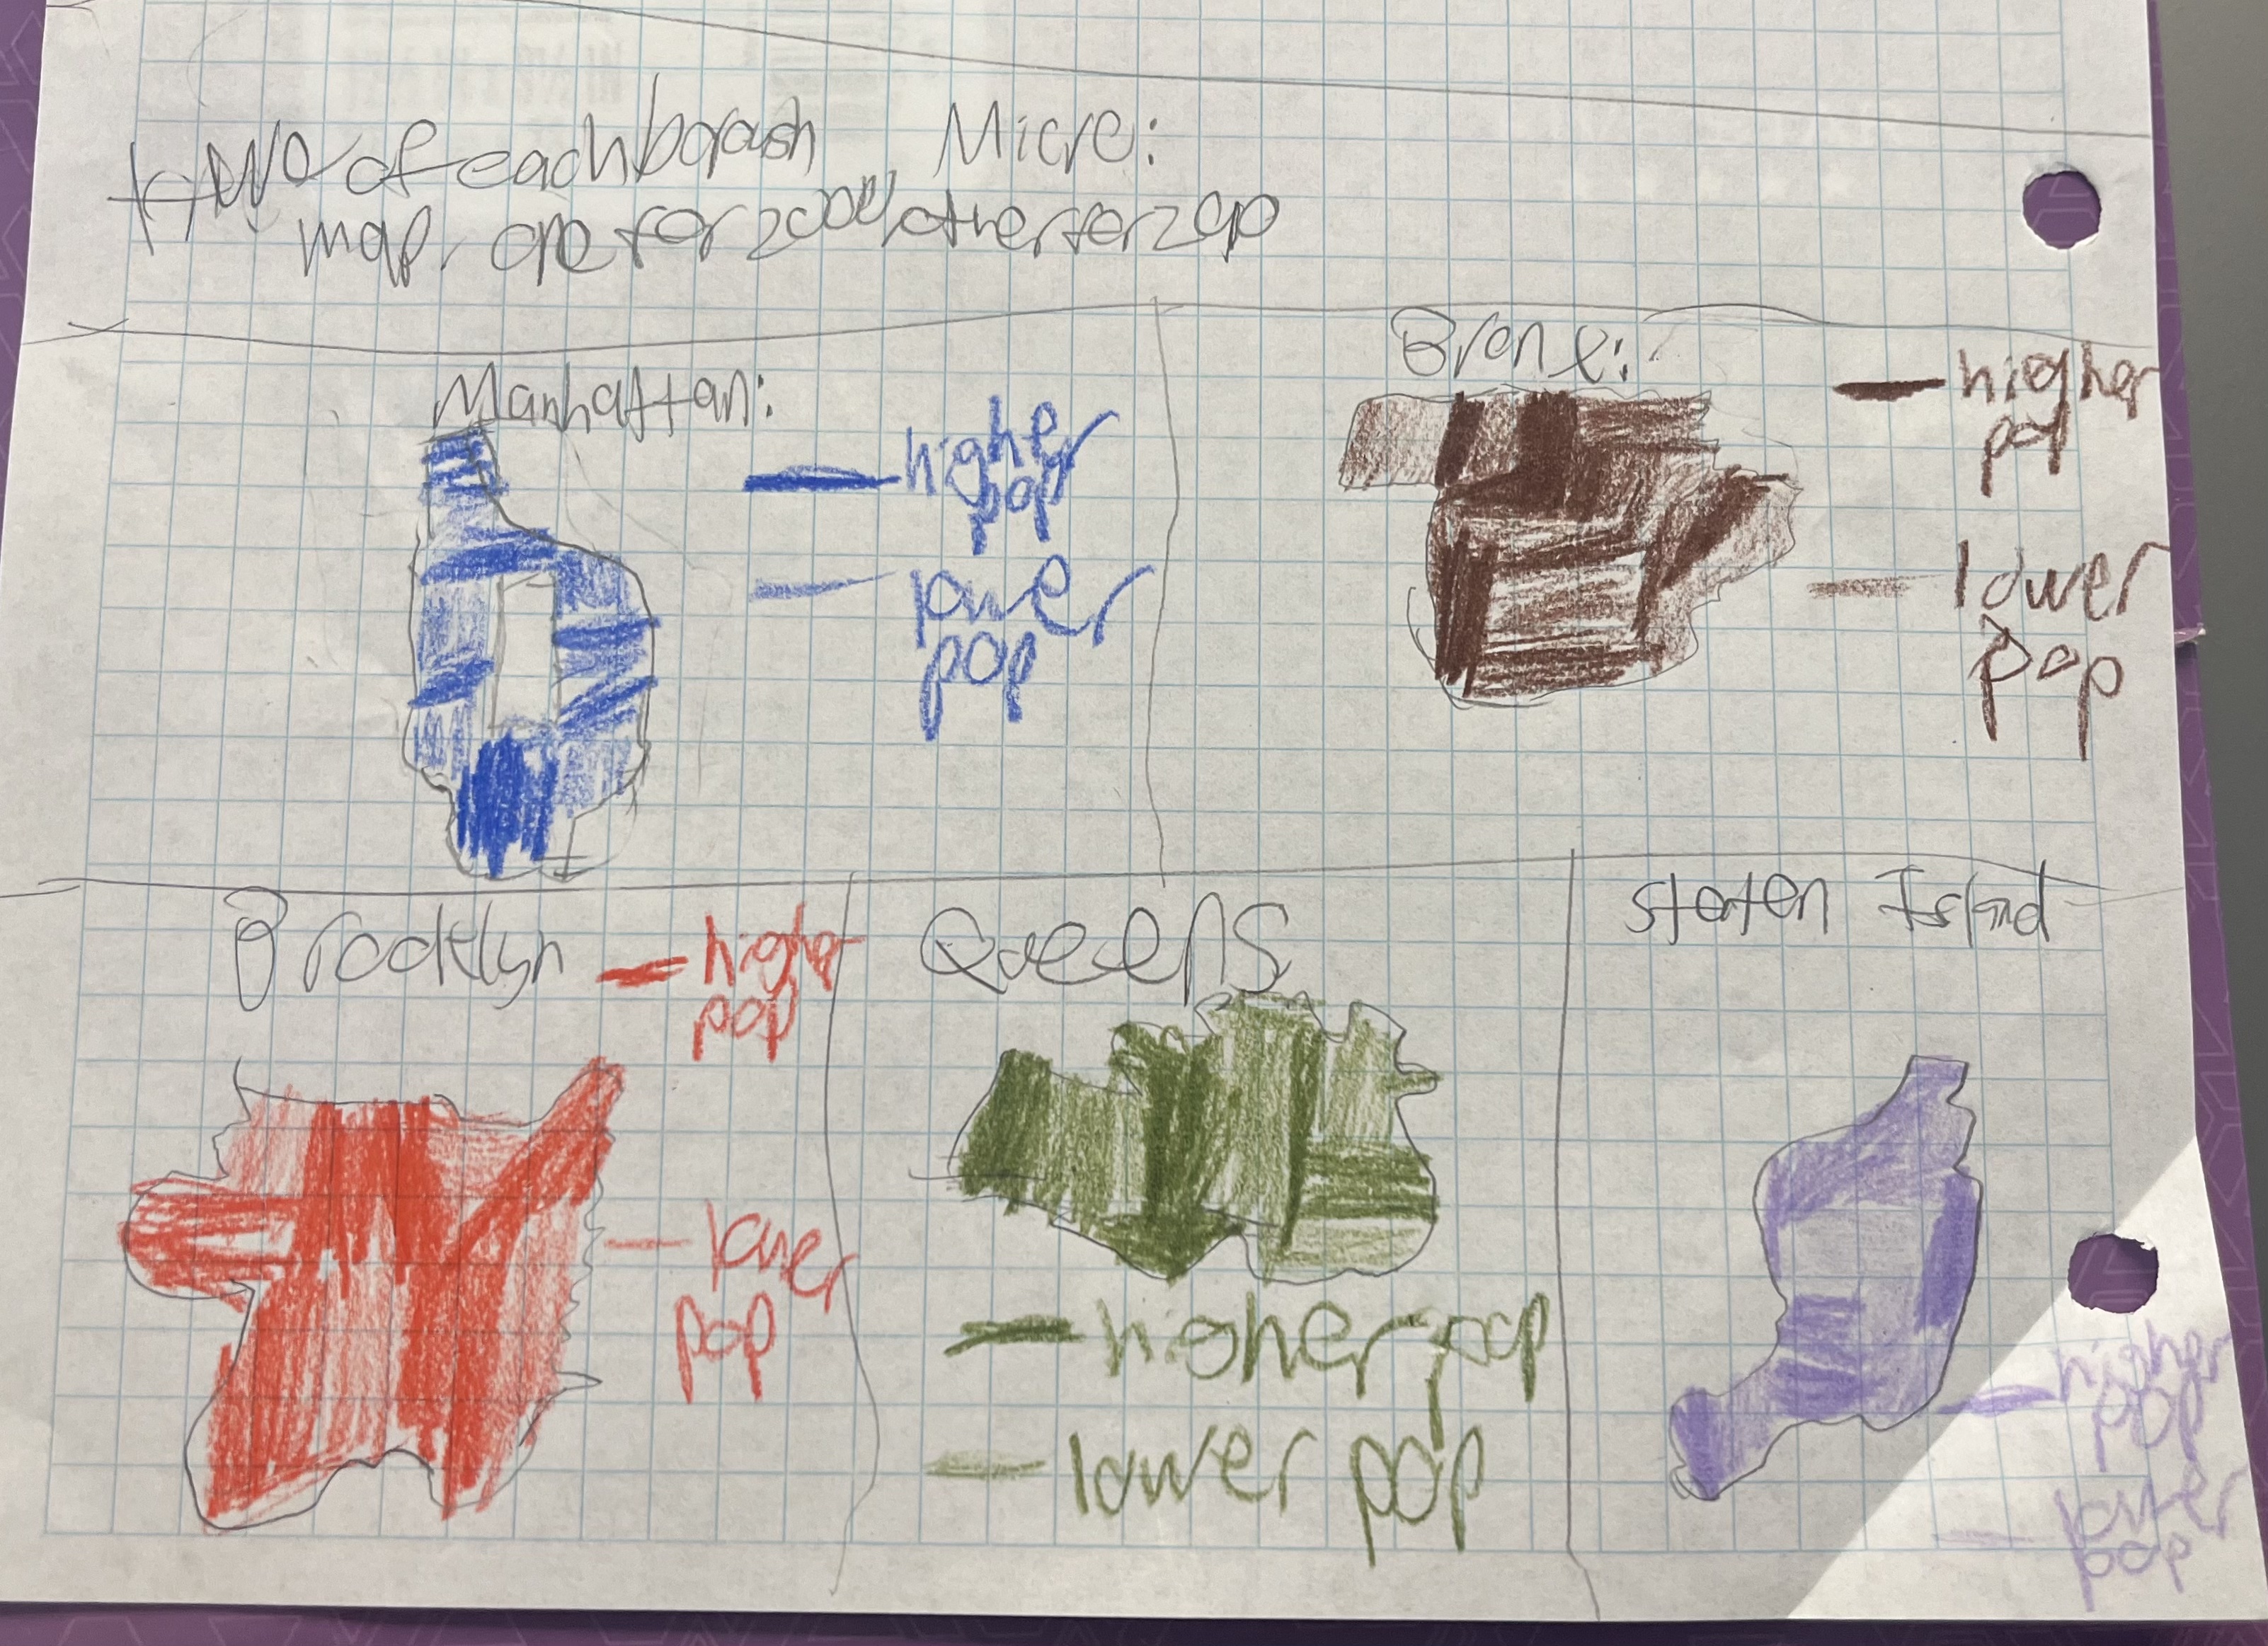 two of each borough Micro:
map, one for 2000, other for 2010
Manhattan:
higher
pop
lower
pop
Bronx:
higher
pop
lower
pop
Brooklyn
higher
pop
lower
pop
Queens
higher pop
lower pop
Staten Island
higher
pop
lower
pop